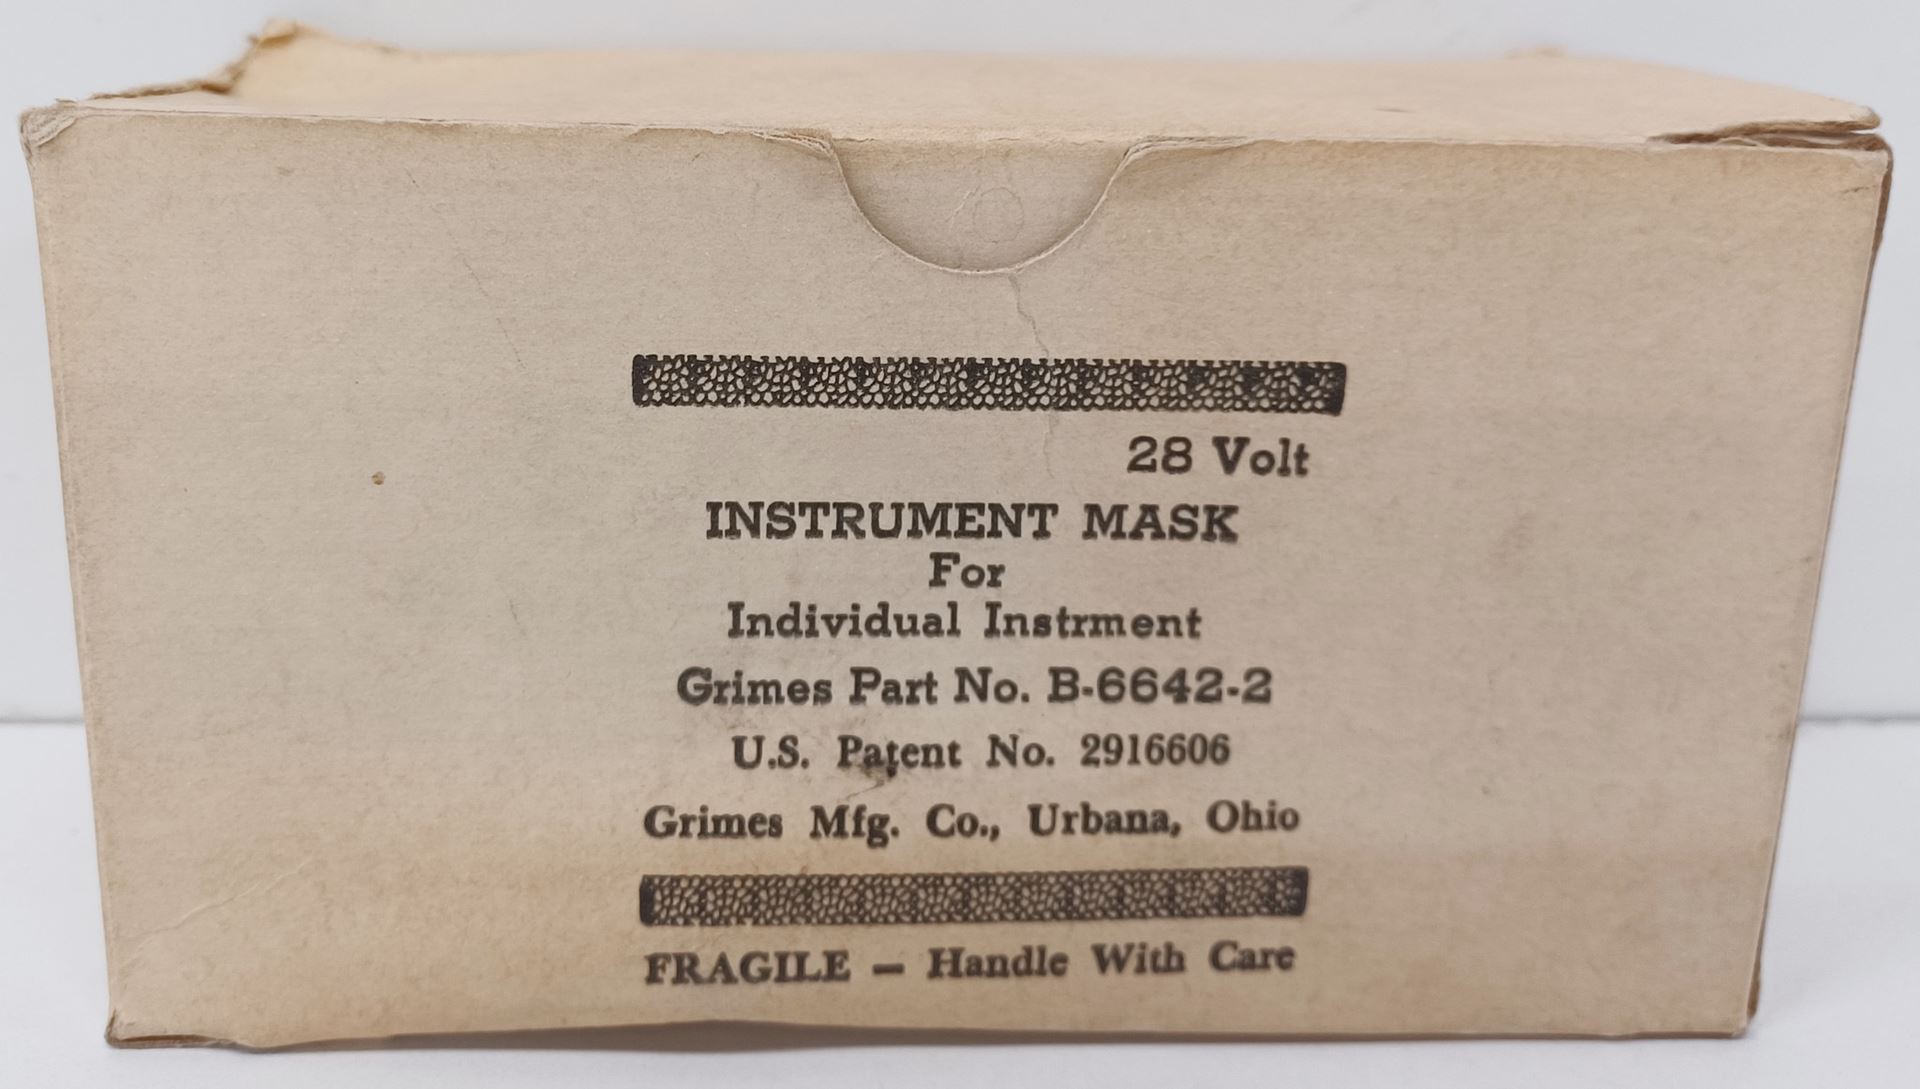 28 Volt
INSTRUMENT MASK
For
Individual Instrment
Grimes Part No. B-6642-2
U.S. Patent No. 2916606
Grimes Mfg. Co., Urbana, Ohio
FRAGILE — Handle With Care